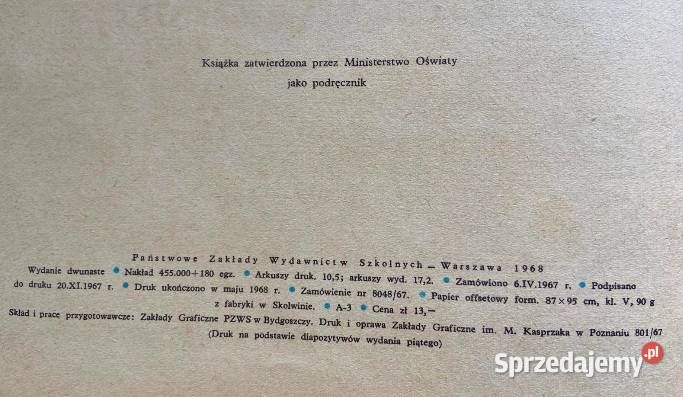 Książka zatwierdzona przez Ministerstwo Oświaty
jako podręcznik
Państwowe Zakłady Wydawnictw Szkolnych — Warszawa 1968
Wydanie dwunaste • Nakład 455.000+180 egz. • Arkuszy druk. 10,5; arkuszy wyd. 17,2. • Zamówiono 6.IV.1967 r. • Podpisano
do druku 20.XI.1967 r. • Druk ukończono w maju 1968 r. • Zamówienie nr 8048/67. • Papier offsetowy form. 87×95 cm, kl. V, 90 g
z fabryki w Skolwinie. • A-3 • Cena zł 13,—
Skład i prace przygotowawcze: Zakłady Graficzne PZWS w Bydgoszczy. Druk i oprawa Zakłady Graficzne im. M. Kasprzaka w Poznaniu 801/67
(Druk na podstawie diapozytywów wydania piątego)
Sprzedajemy.pl